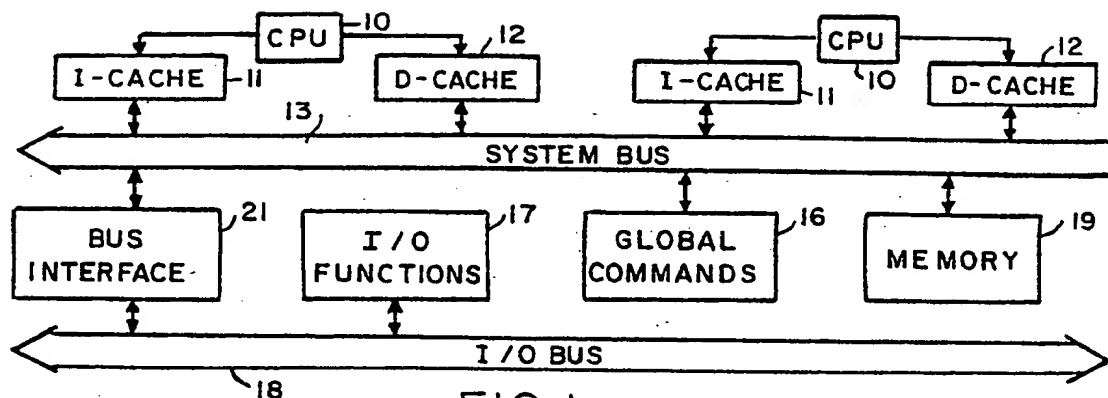 CPU 10
I-CACHE 11
D-CACHE 12
CPU 10
I-CACHE 11
D-CACHE 12
13
SYSTEM BUS
BUS INTERFACE 21
I/O FUNCTIONS 17
GLOBAL COMMANDS 16
MEMORY 19
I/O BUS
18